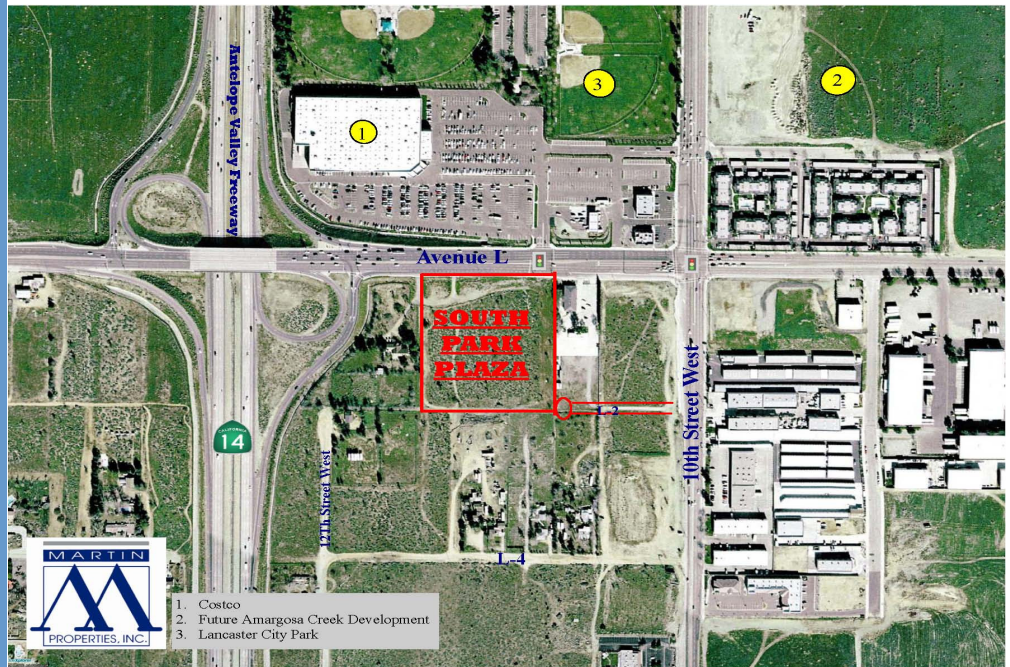 Antelope Valley Freeway
1
2
3
Avenue L
SOUTH
PARK
PLAZA
10th Street West
L-2
CALIFORNIA
14
12Th Street West
L-4
MARTIN
M
PROPERTIES, INC.
1. Costco
2. Future Amargosa Creek Development
3. Lancaster City Park